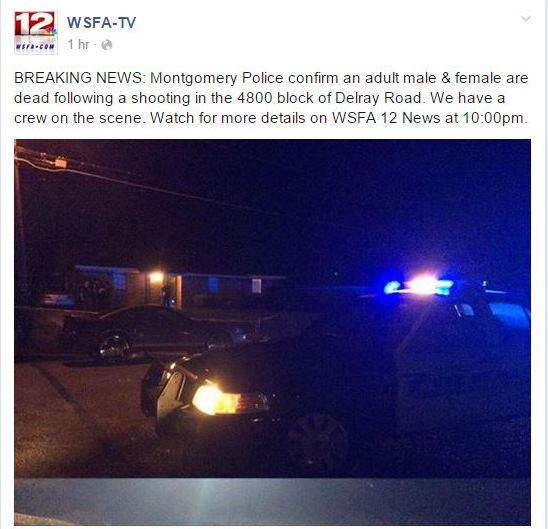 12
WSFA.COM
WSFA-TV
1 hr ·
BREAKING NEWS: Montgomery Police confirm an adult male & female are
dead following a shooting in the 4800 block of Delray Road. We have a
crew on the scene. Watch for more details on WSFA 12 News at 10:00pm.